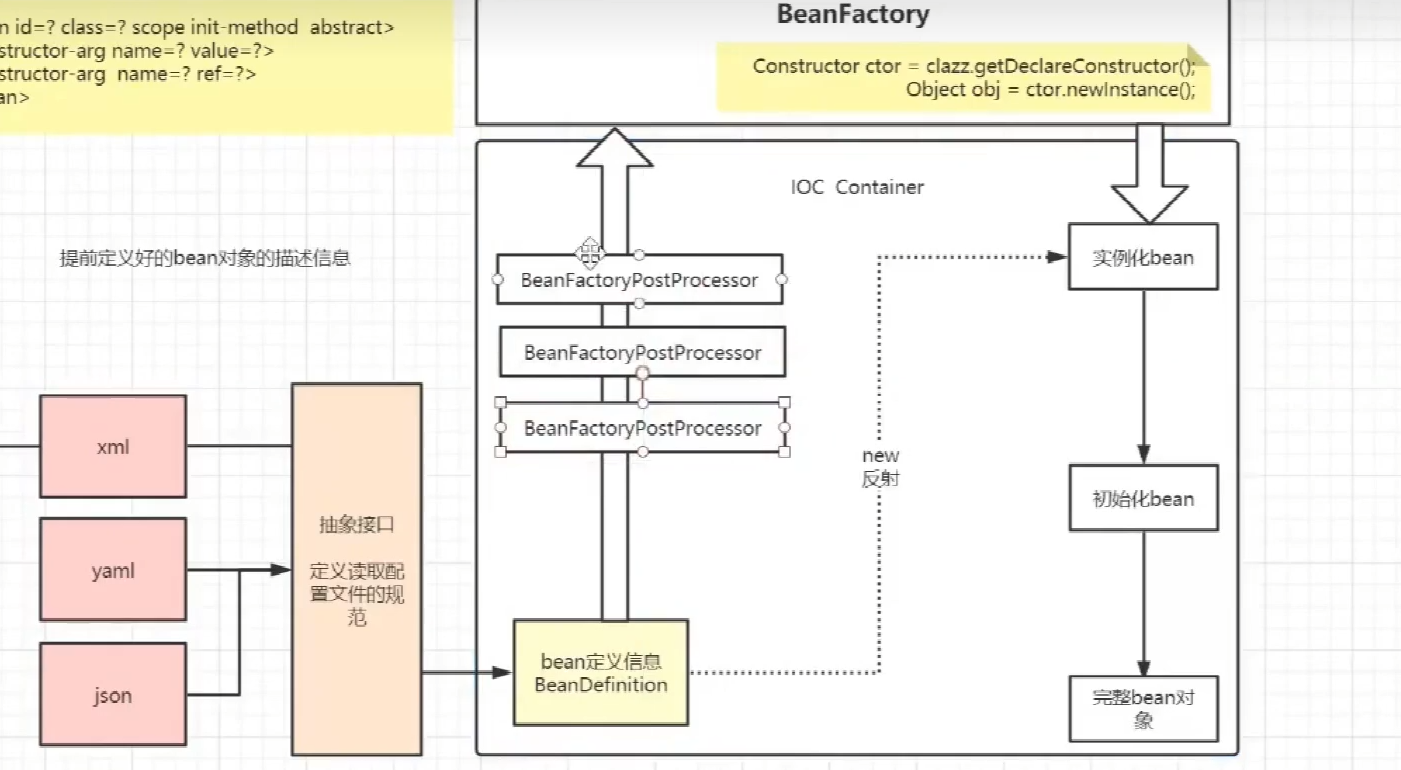 n id=? class=? scope init-method abstract>
structor-arg name=? value=?>
structor-arg name=? ref=?>
an>
BeanFactory
Constructor ctor = clazz.getDeclareConstructor();
Object obj = ctor.newInstance();
IOC Container
提前定义好的bean对象的描述信息
BeanFactoryPostProcessor
BeanFactoryPostProcessor
BeanFactoryPostProcessor
实例化bean
new
反射
初始化bean
完整bean对
象
xml
yaml
json
抽象接口
定义读取配
置文件的规
范
bean定义信息
BeanDefinition